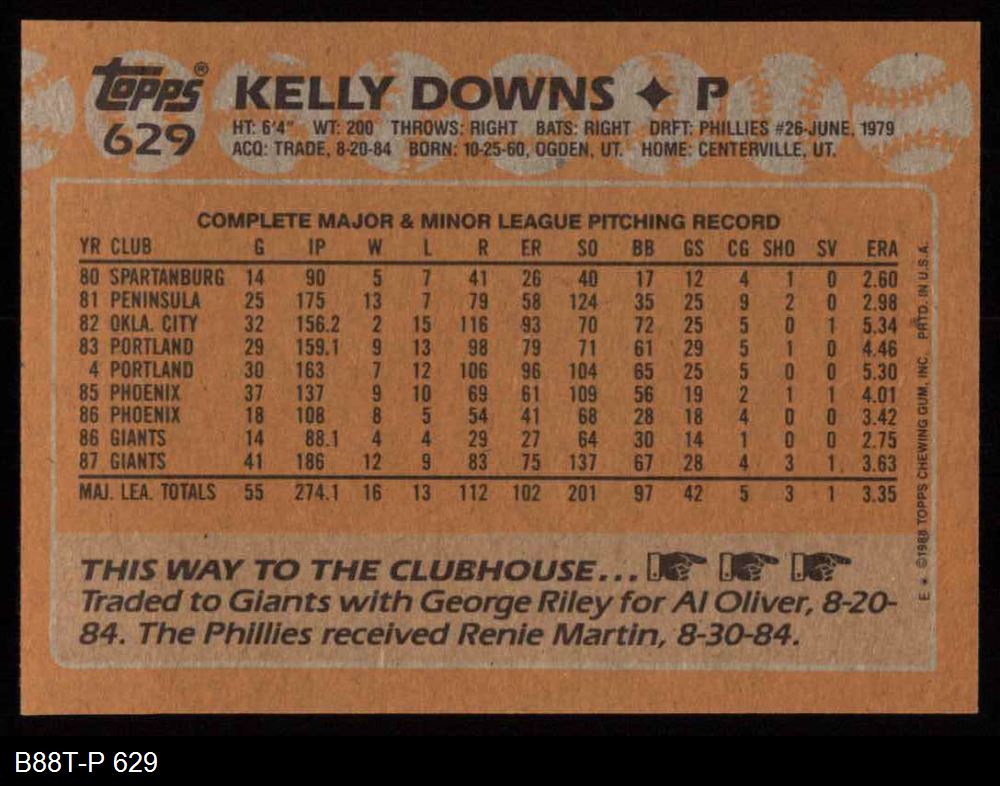 Topps® KELLY DOWNS ✦ P
629 HT: 6'4" WT: 200 THROWS: RIGHT BATS: RIGHT DRFT: PHILLIES #26-JUNE, 1979
ACQ: TRADE, 8-20-84 BORN: 10-25-60, OGDEN, UT. HOME: CENTERVILLE, UT.
COMPLETE MAJOR & MINOR LEAGUE PITCHING RECORD
YR CLUB G IP W L R ER SO BB GS CG SHO SV ERA
80 SPARTANBURG 14 90 5 7 41 26 40 17 12 4 1 0 2.60
81 PENINSULA 25 175 13 7 79 58 124 35 25 9 2 0 2.98
82 OKLA. CITY 32 156.2 2 15 116 93 70 72 25 5 0 1 5.34
83 PORTLAND 29 159.1 9 13 98 79 71 61 29 5 1 0 4.46
4 PORTLAND 30 163 7 12 106 96 104 65 25 5 0 0 5.30
85 PHOENIX 37 137 9 10 69 61 109 56 19 2 1 1 4.01
86 PHOENIX 18 108 8 5 54 41 68 28 18 4 0 0 3.42
86 GIANTS 14 88.1 4 4 29 27 64 30 14 1 0 0 2.75
87 GIANTS 41 186 12 9 83 75 137 67 28 4 3 1 3.63
MAJ. LEA. TOTALS 55 274.1 16 13 112 102 201 97 42 5 3 1 3.35
THIS WAY TO THE CLUBHOUSE...
Traded to Giants with George Riley for Al Oliver, 8-20-
84. The Phillies received Renie Martin, 8-30-84.
E * ©1988 TOPPS CHEWING GUM, INC. PRTD. IN U.S.A.
B88T-P 629